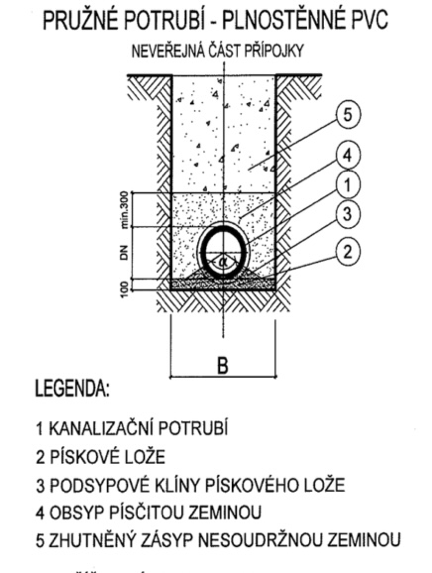 PRUŽNÉ POTRUBÍ - PLNOSTĚNNÉ PVC
NEVEŘEJNÁ ČÁST PŘÍPOJKY
5
4
1
3
2
min.300
DN
100
α
B
LEGENDA:
1 KANALIZAČNÍ POTRUBÍ
2 PÍSKOVÉ LOŽE
3 PODSYPOVÉ KLÍNY PÍSKOVÉHO LOŽE
4 OBSYP PÍSČITOU ZEMINOU
5 ZHUTNĚNÝ ZÁSYP NESOUDRŽNOU ZEMINOU